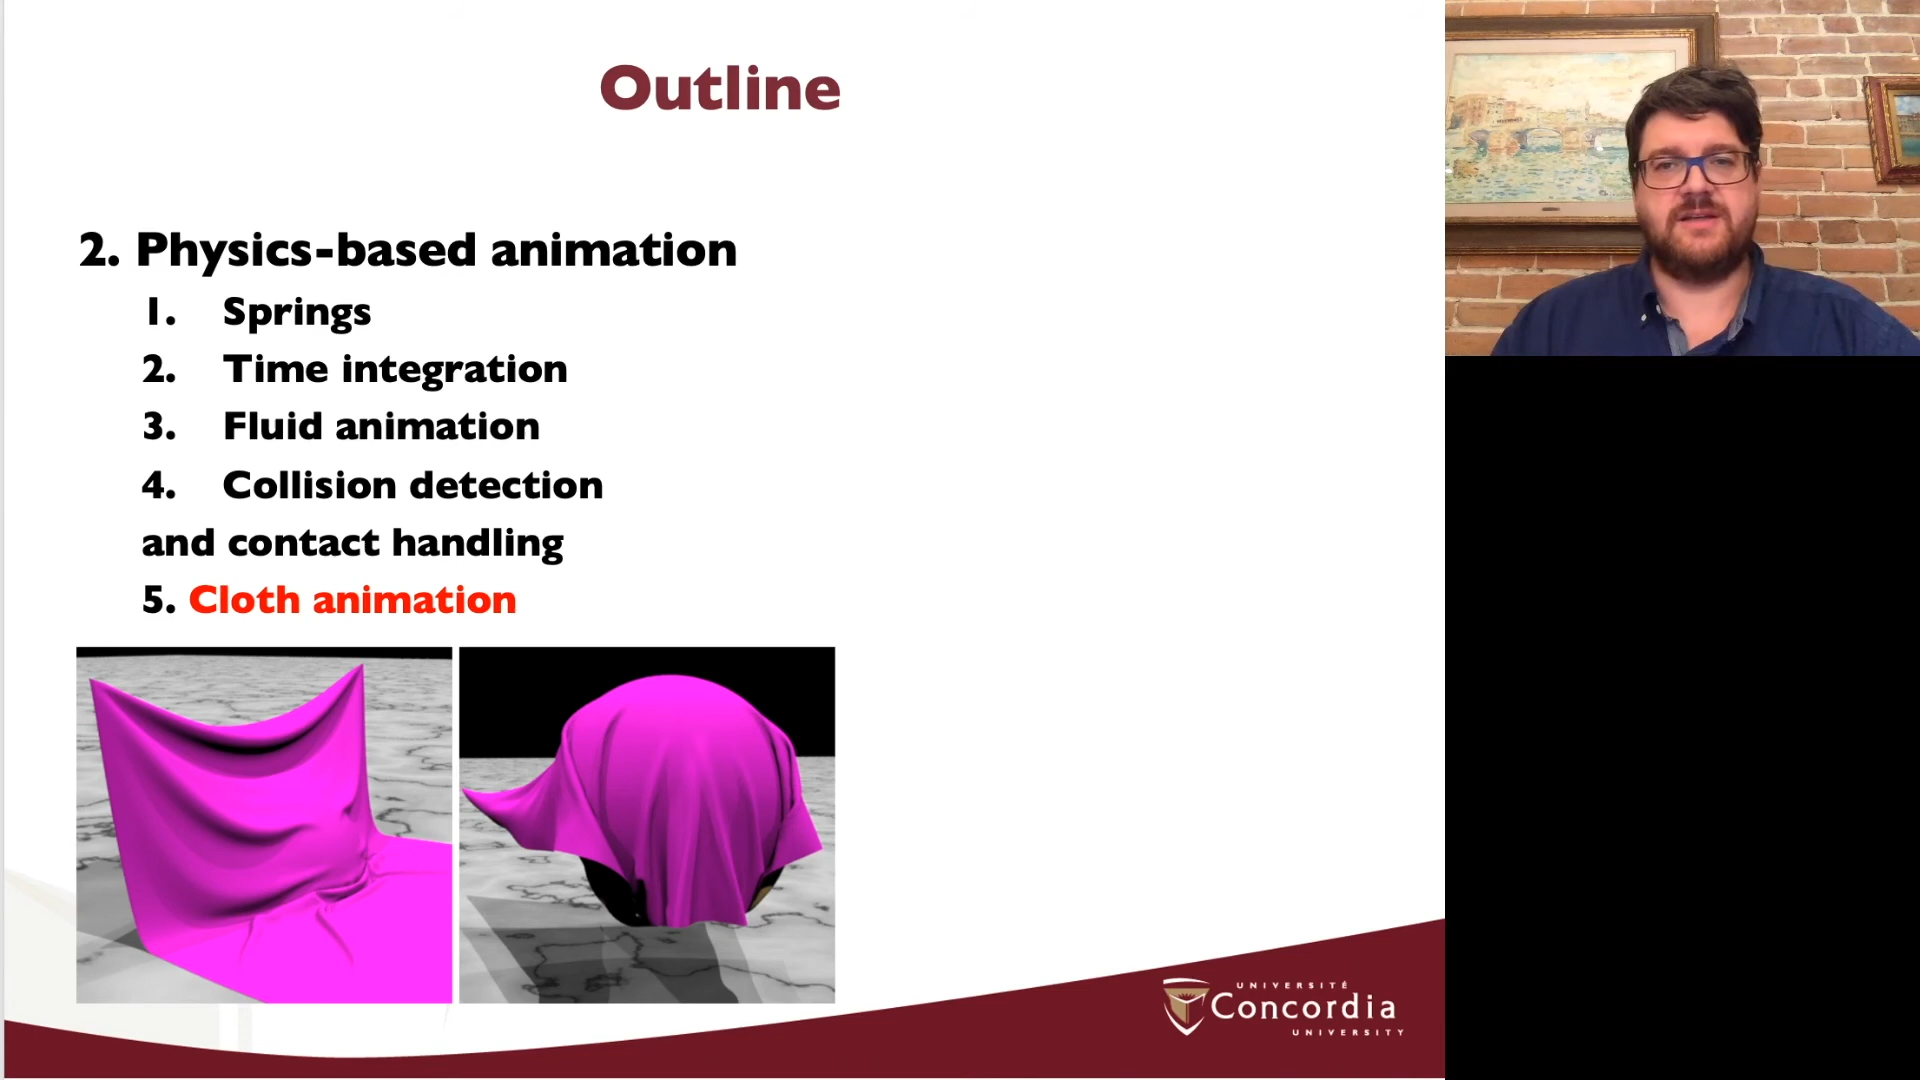 Outline
2. Physics-based animation
1. Springs
2. Time integration
3. Fluid animation
4. Collision detection
and contact handling
5. Cloth animation
UNIVERSITÉ
Concordia
UNIVERSITY